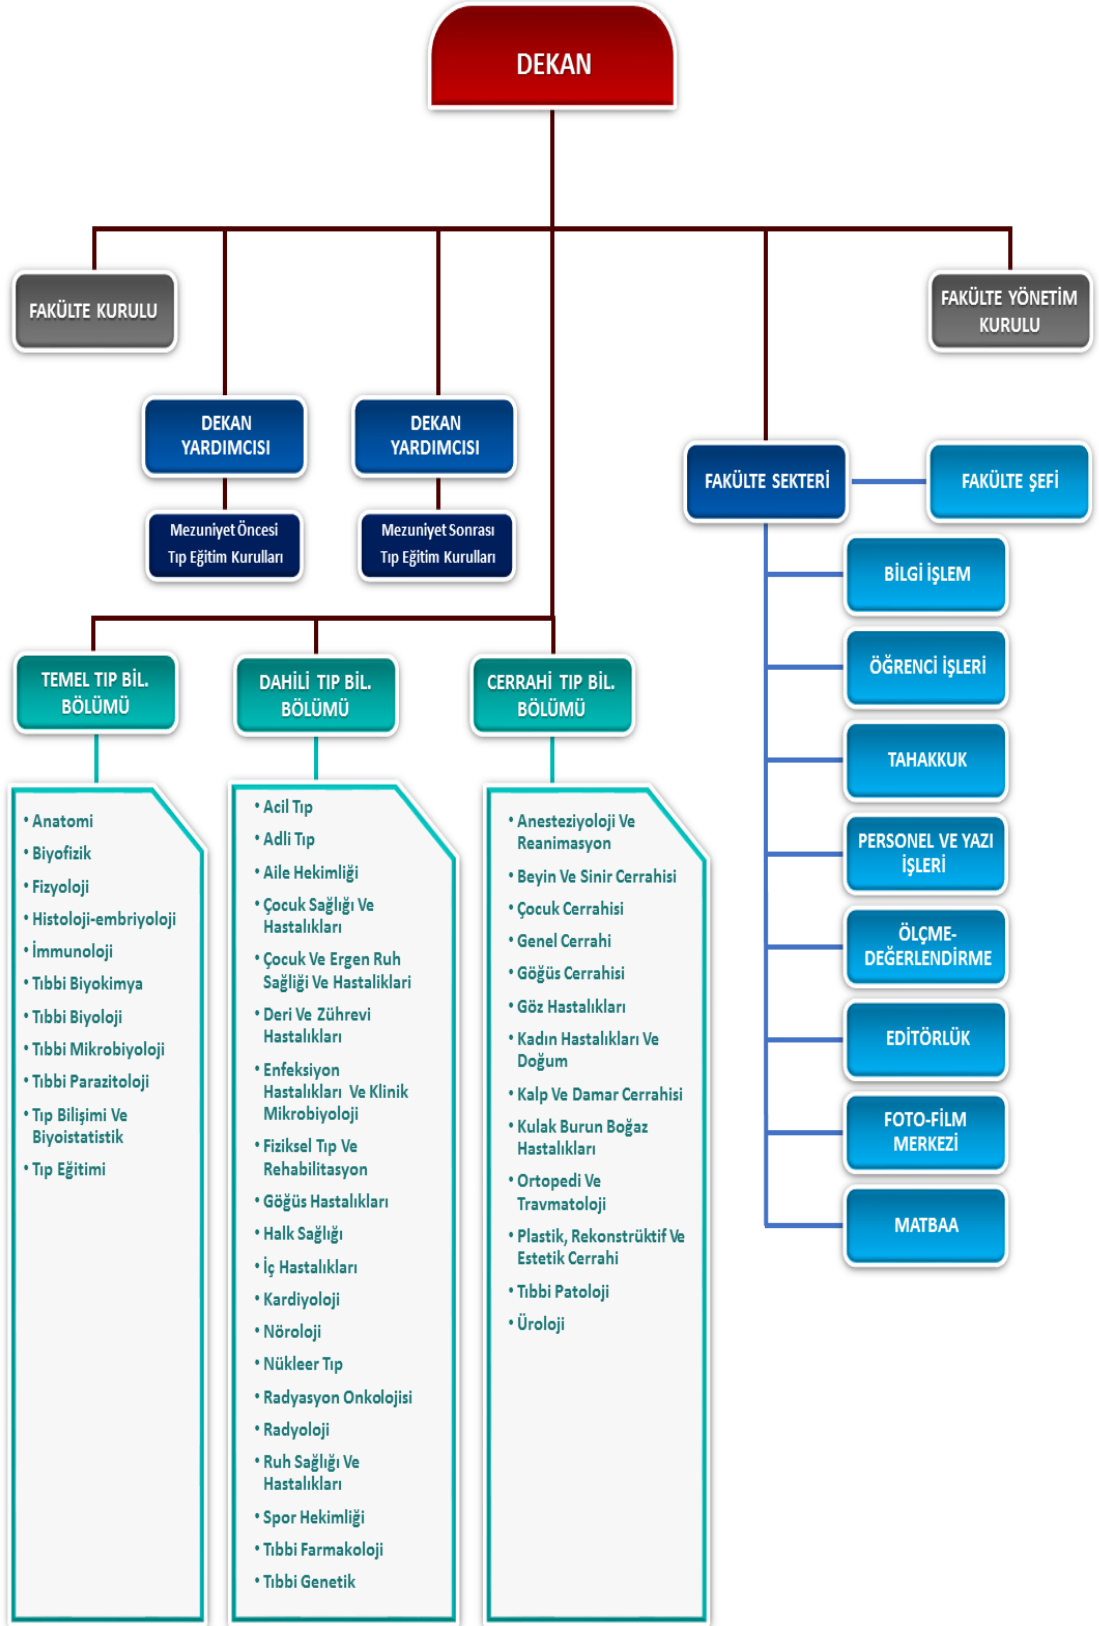 DEKAN
FAKÜLTE KURULU
FAKÜLTE YÖNETİM
KURULU
DEKAN
YARDIMCISI
DEKAN
YARDIMCISI
FAKÜLTE SEKTERİ
FAKÜLTE ŞEFİ
Mezuniyet Öncesi
Tıp Eğitim Kurulları
Mezuniyet Sonrası
Tıp Eğitim Kurulları
BİLGİ İŞLEM
ÖĞRENCİ İŞLERİ
TAHAKKUK
PERSONEL VE YAZI
İŞLERİ
ÖLÇME-
DEĞERLENDİRME
EDİTÖRLÜK
FOTO-FİLM
MERKEZİ
MATBAA
TEMEL TIP BİL.
BÖLÜMÜ
• Anatomi
• Biyofizik
• Fizyoloji
• Histoloji-embriyoloji
• İmmunoloji
• Tıbbi Biyokimya
• Tıbbi Biyoloji
• Tıbbi Mikrobiyoloji
• Tıbbi Parazitoloji
• Tıp Bilişimi Ve
Biyoistatistik
• Tıp Eğitimi
DAHİLİ TIP BİL.
BÖLÜMÜ
• Acil Tıp
• Adli Tıp
• Aile Hekimliği
• Çocuk Sağlığı Ve
Hastalıkları
• Çocuk Ve Ergen Ruh
Sağliği Ve Hastaliklari
• Deri Ve Zührevi
Hastalıkları
• Enfeksiyon
Hastalıkları Ve Klinik
Mikrobiyoloji
• Fiziksel Tıp Ve
Rehabilitasyon
• Göğüs Hastalıkları
• Halk Sağlığı
• İç Hastalıkları
• Kardiyoloji
• Nöroloji
• Nükleer Tıp
• Radyasyon Onkolojisi
• Radyoloji
• Ruh Sağlığı Ve
Hastalıkları
• Spor Hekimliği
• Tıbbi Farmakoloji
• Tıbbi Genetik
CERRAHİ TIP BİL.
BÖLÜMÜ
• Anesteziyoloji Ve
Reanimasyon
• Beyin Ve Sinir Cerrahisi
• Çocuk Cerrahisi
• Genel Cerrahi
• Göğüs Cerrahisi
• Göz Hastalıkları
• Kadın Hastalıkları Ve
Doğum
• Kalp Ve Damar Cerrahisi
• Kulak Burun Boğaz
Hastalıkları
• Ortopedi Ve
Travmatoloji
• Plastik, Rekonstrüktif Ve
Estetik Cerrahi
• Tıbbi Patoloji
• Üroloji